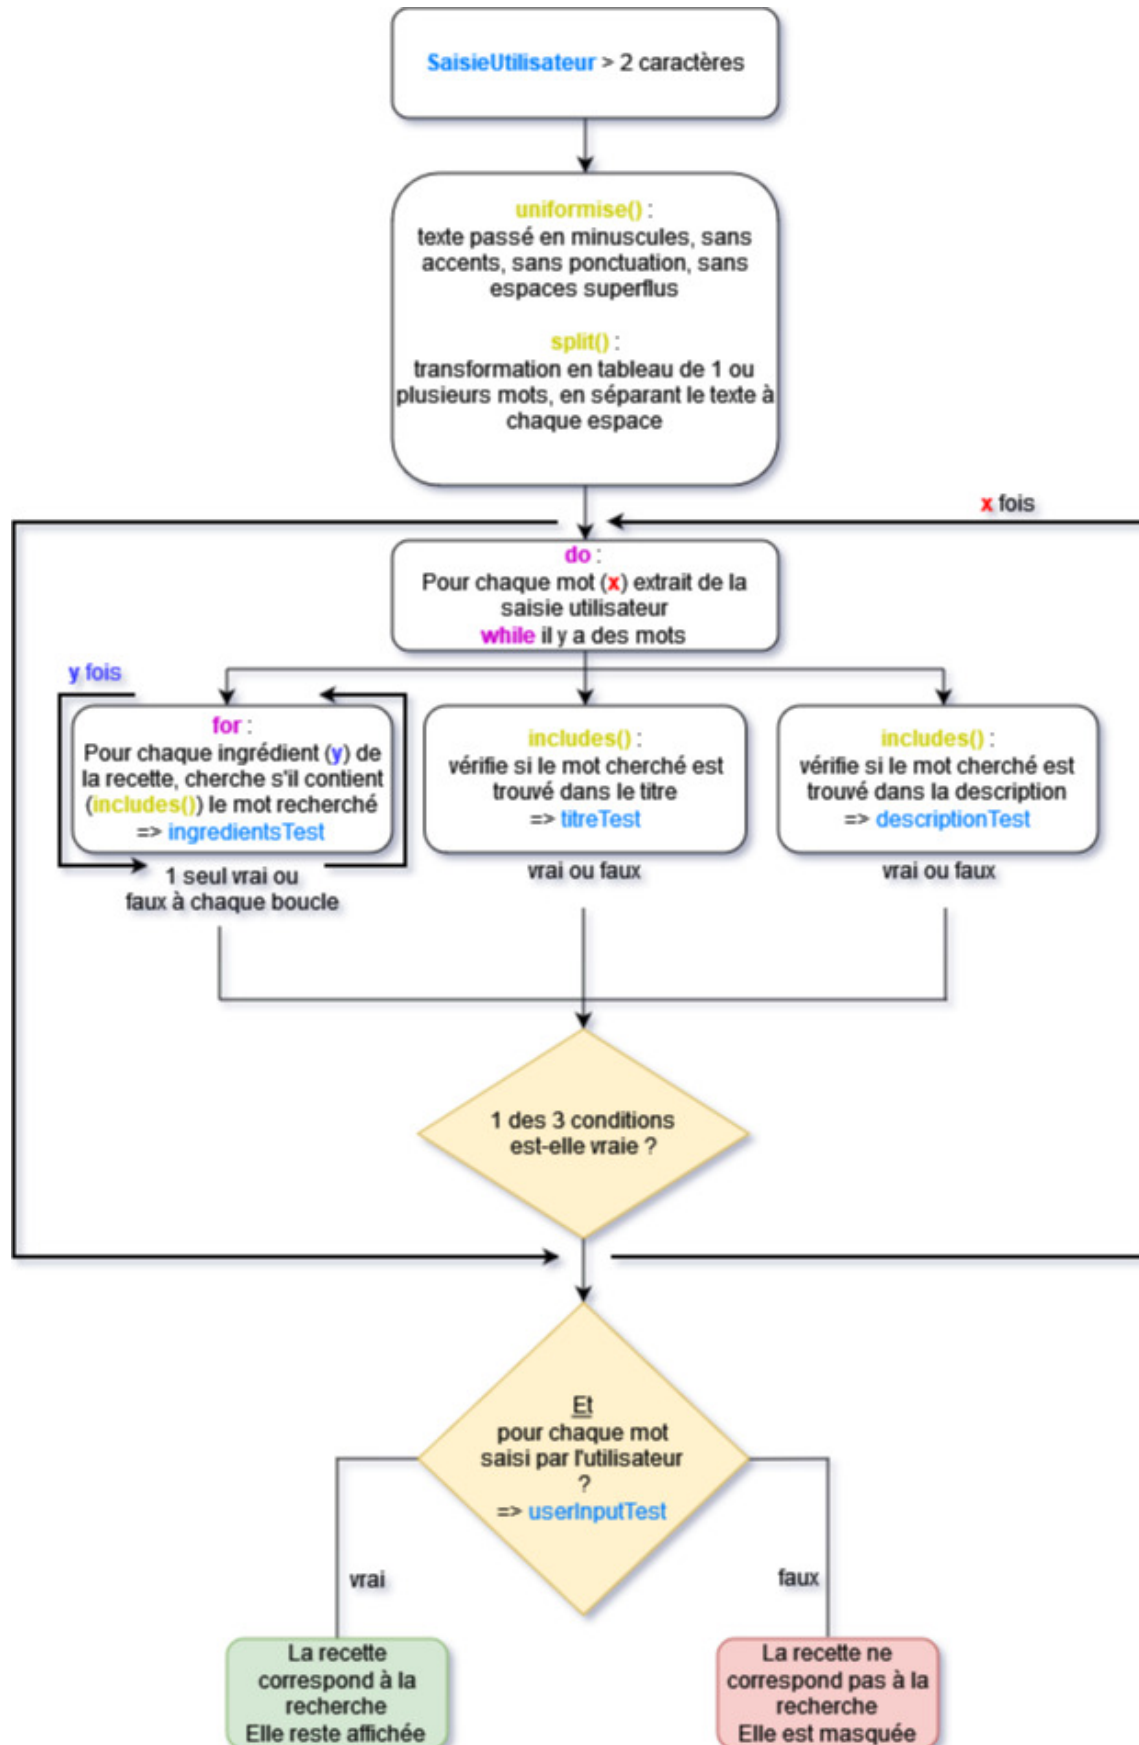 SaisieUtilisateur > 2 caractères
uniformise() :
texte passé en minuscules, sans
accents, sans ponctuation, sans
espaces superflus
split() :
transformation en tableau de 1 ou
plusieurs mots, en séparant le texte à
chaque espace
x fois
do :
Pour chaque mot (x) extrait de la
saisie utilisateur
while il y a des mots
y fois
for :
Pour chaque ingrédient (y) de
la recette, cherche s'il contient
(includes()) le mot recherché
=> ingredientsTest
1 seul vrai ou
faux à chaque boucle
includes() :
vérifie si le mot cherché est
trouvé dans le titre
=> titreTest
vrai ou faux
includes() :
vérifie si le mot cherché est
trouvé dans la description
=> descriptionTest
vrai ou faux
1 des 3 conditions
est-elle vraie ?
Et
pour chaque mot
saisi par l'utilisateur
?
=> userInputTest
vrai
faux
La recette
correspond à la
recherche
Elle reste affichée
La recette ne
correspond pas à la
recherche
Elle est masquée